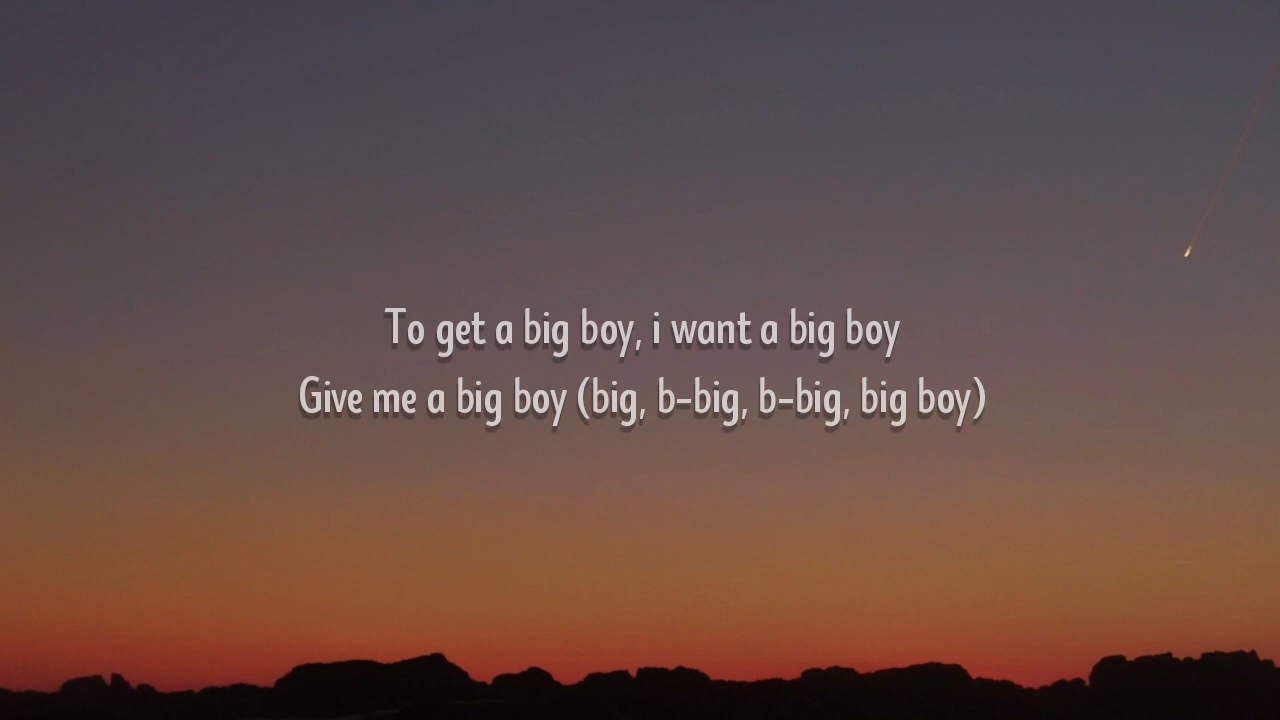 To get a big boy, i want a big boy
Give me a big boy (big, b-big, b-big, big boy)